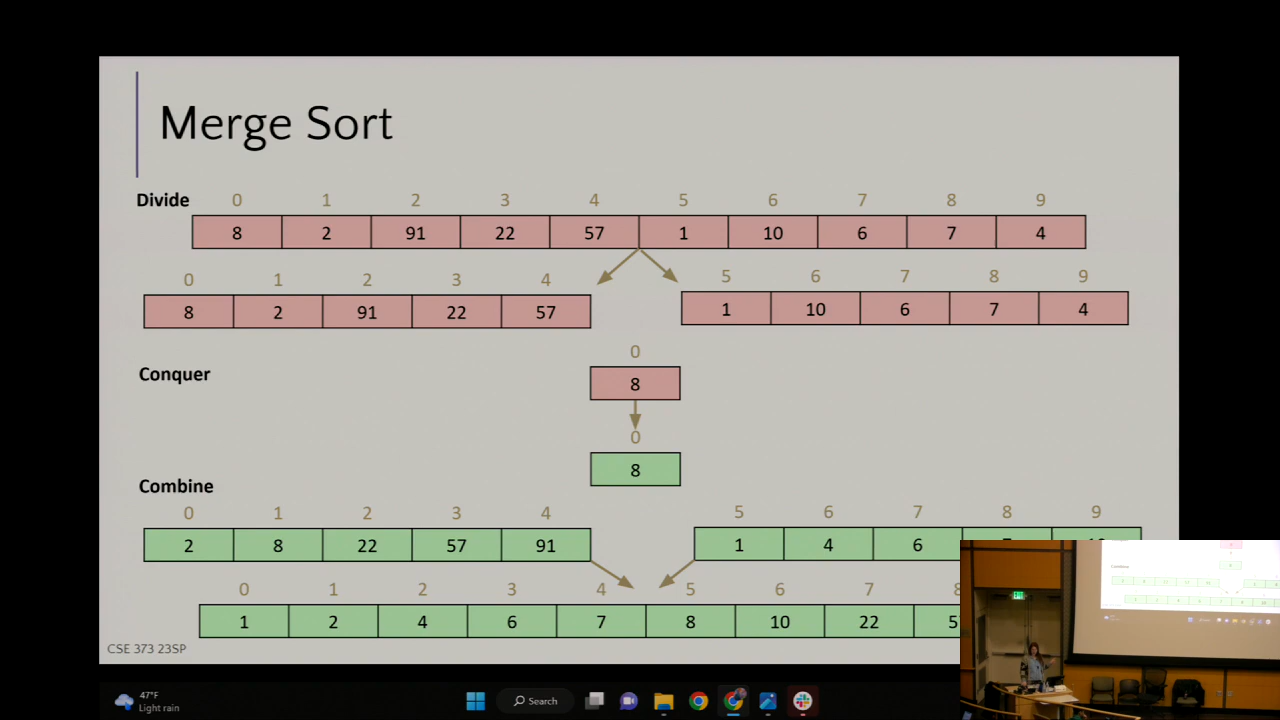 Merge Sort
Divide
0 1 2 3 4 5 6 7 8 9
8 2 91 22 57 1 10 6 7 4
0 1 2 3 4 5 6 7 8 9
8 2 91 22 57 1 10 6 7 4
Conquer
0
8
0
8
Combine
0 1 2 3 4 5 6 7 8 9
2 8 22 57 91 1 4 6
0 1 2 3 4 5 6 7
1 2 4 6 7 8 10 22
CSE 373 23SP
47°F
Light rain
Search